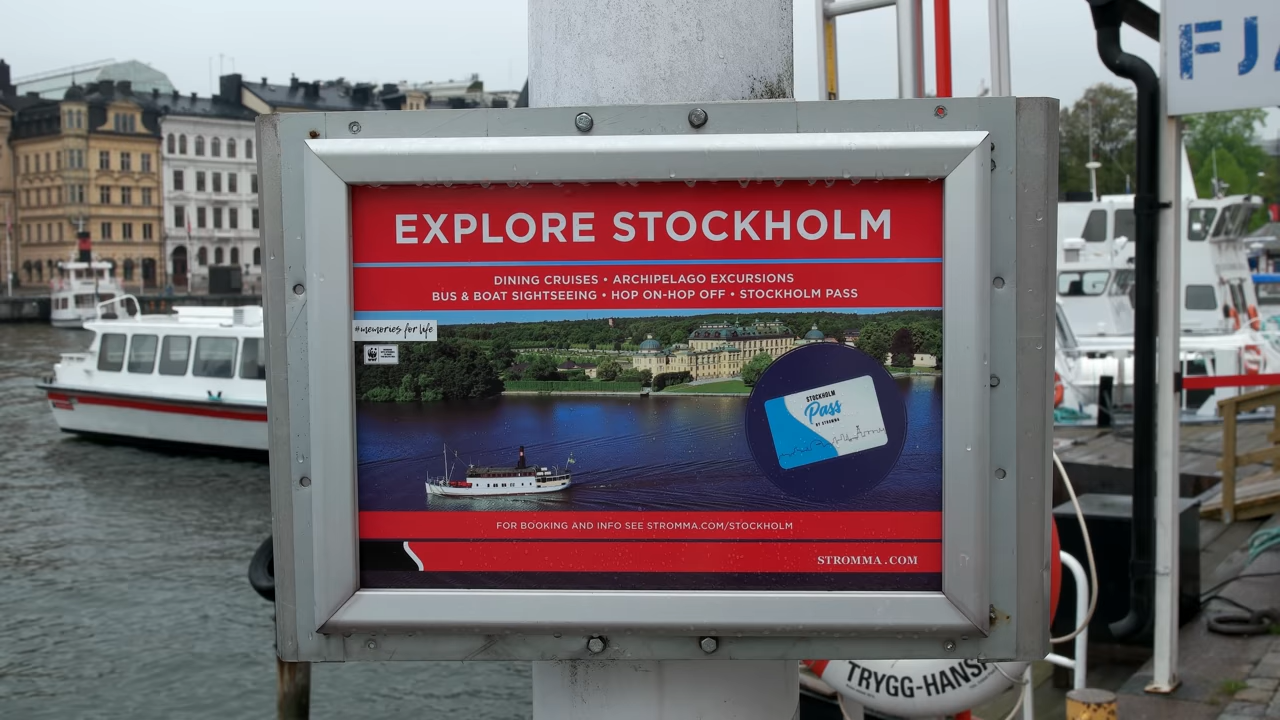 FJ
EXPLORE STOCKHOLM
DINING CRUISES • ARCHIPELAGO EXCURSIONS
BUS & BOAT SIGHTSEEING • HOP ON-HOP OFF • STOCKHOLM PASS
#memories for life
WWF
STOCKHOLM
Pass
BY STROMMA
FOR BOOKING AND INFO SEE STROMMA.COM/STOCKHOLM
STROMMA.COM
TRYGG-HANSA